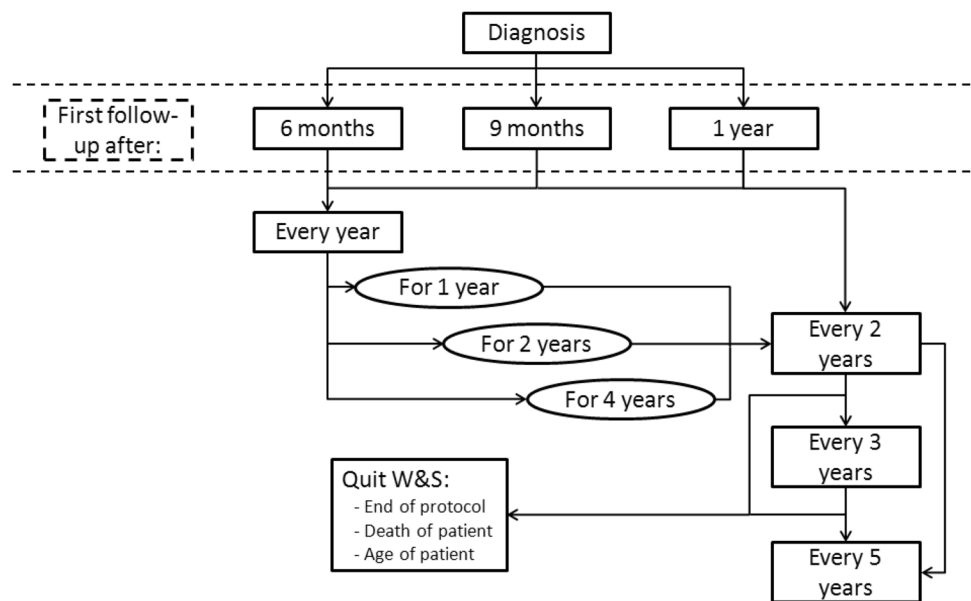 Diagnosis
First follow-
up after:
6 months
9 months
1 year
Every year
For 1 year
For 2 years
For 4 years
Every 2
years
Every 3
years
Quit W&S:
- End of protocol
- Death of patient
- Age of patient
Every 5
years